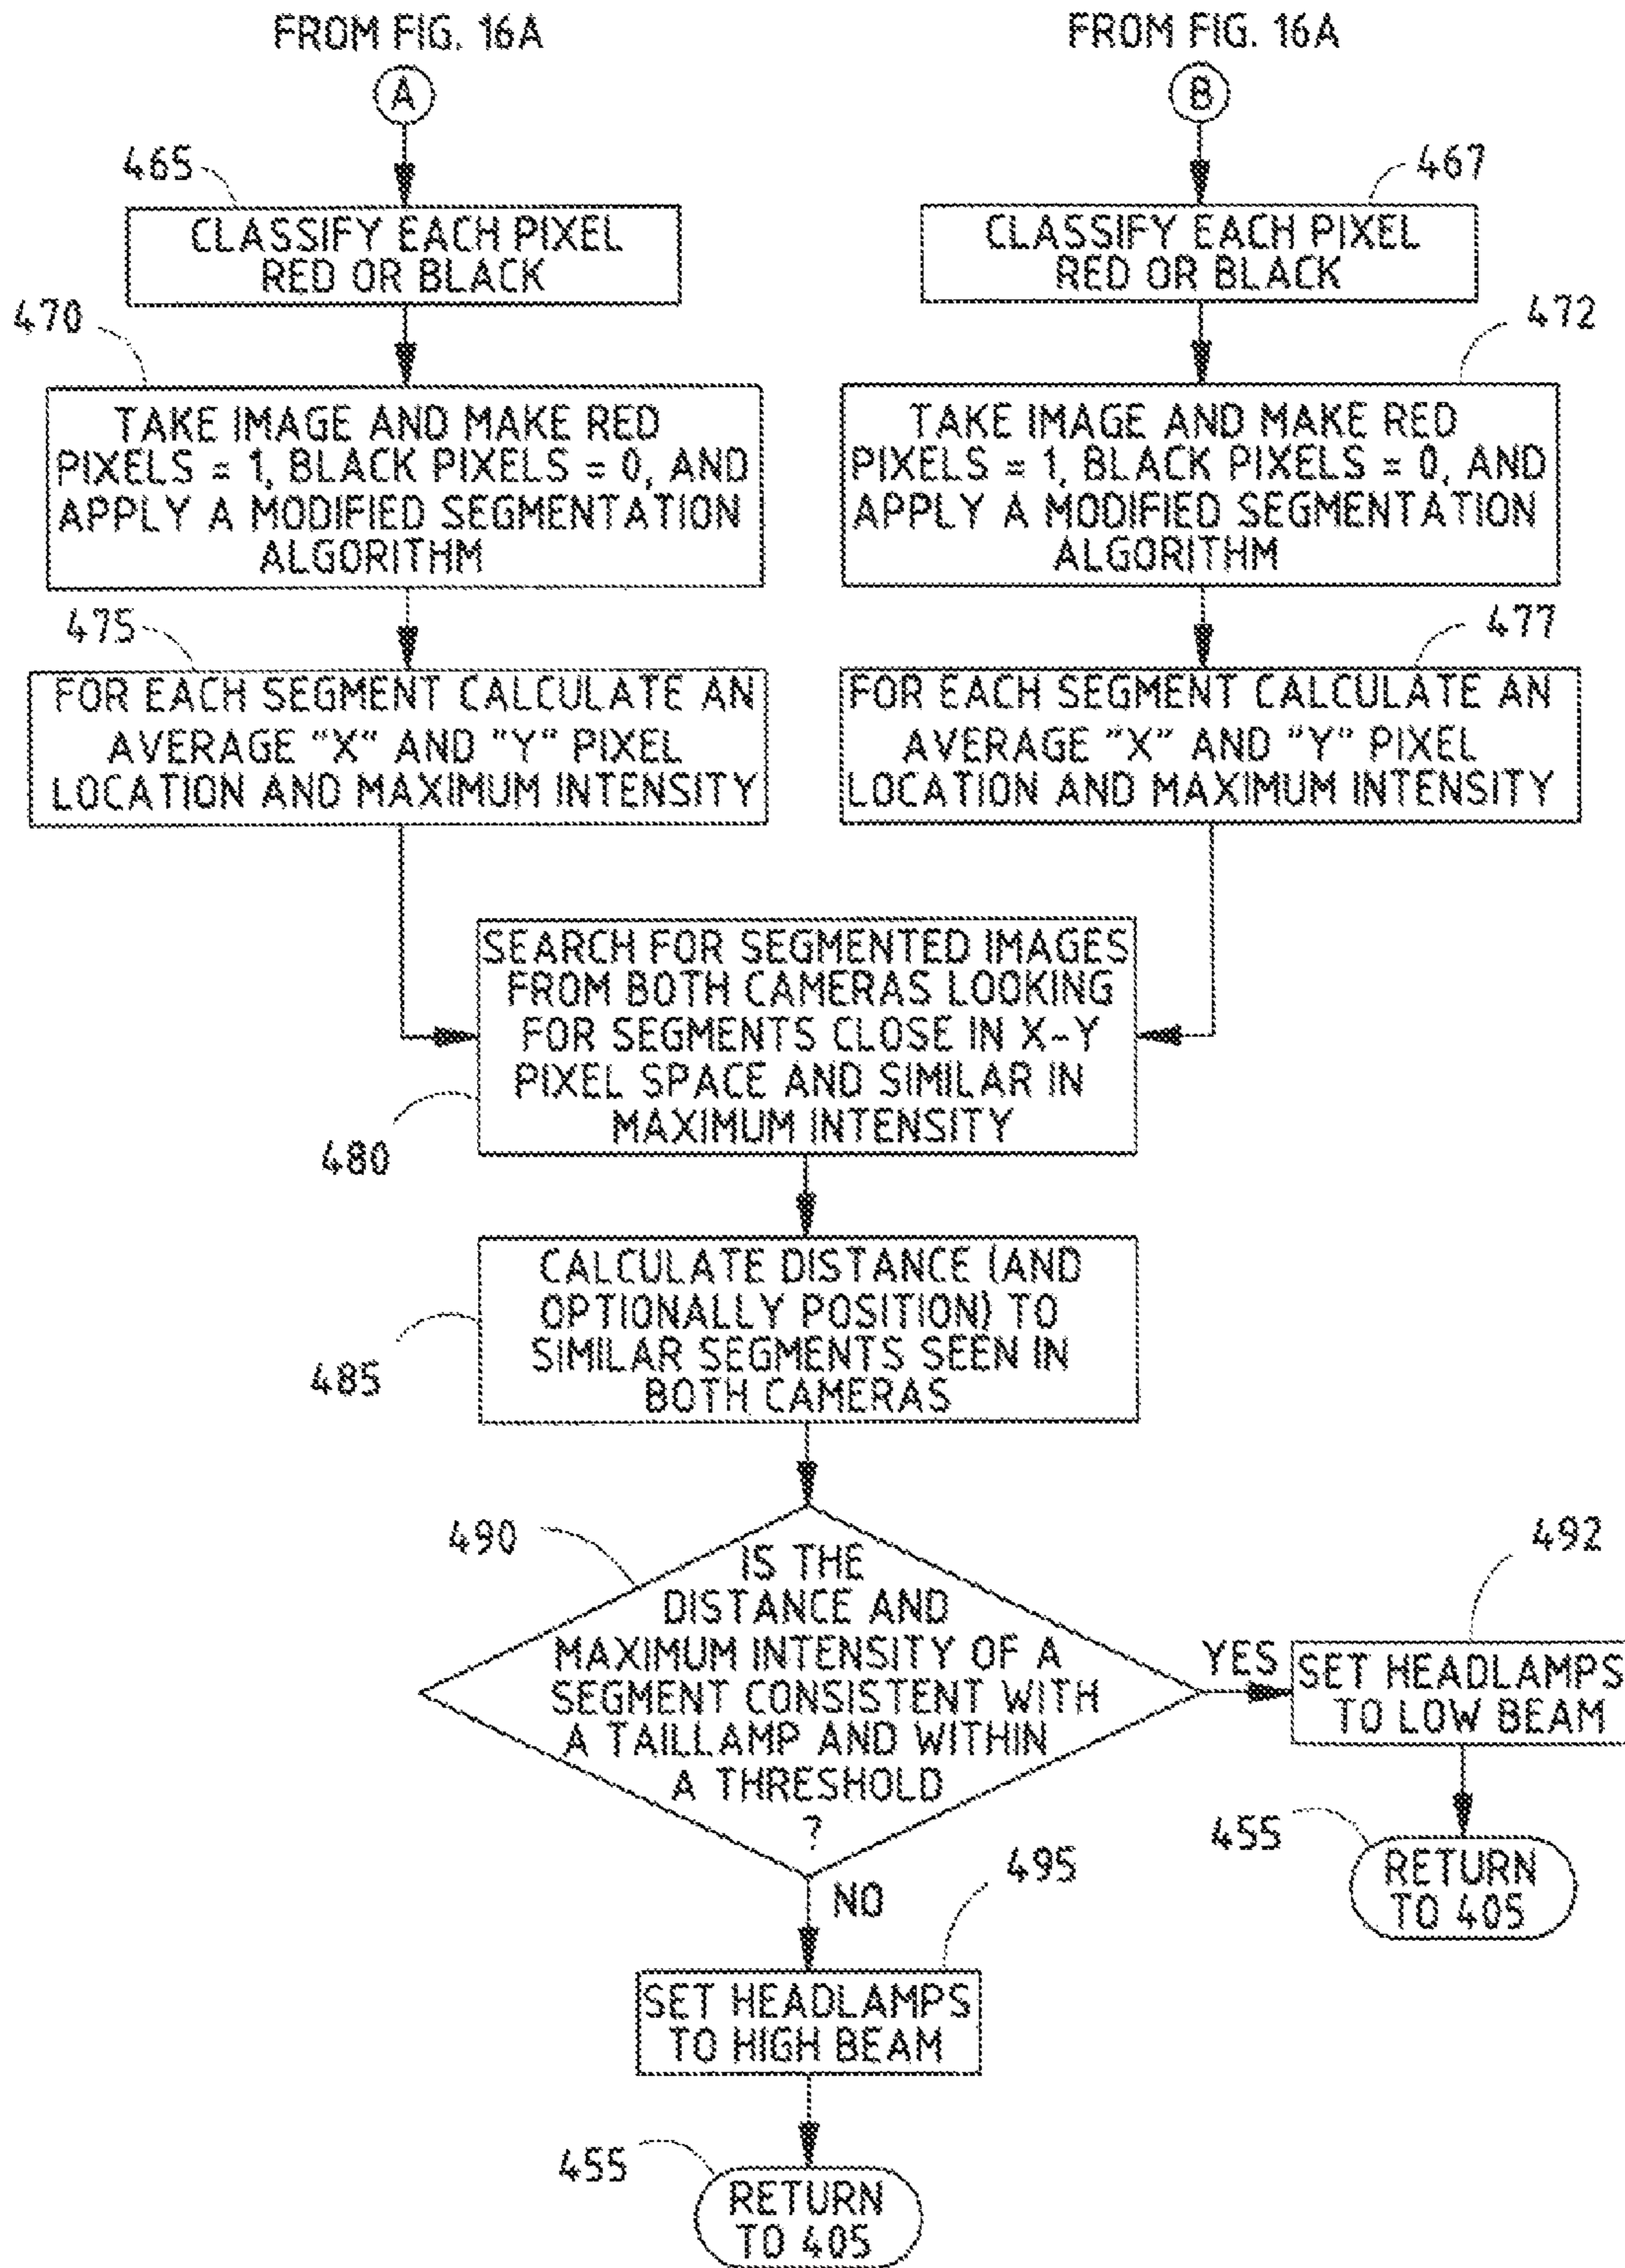 FROM FIG. 16A
A
465
CLASSIFY EACH PIXEL
RED OR BLACK
470
TAKE IMAGE AND MAKE RED
PIXELS = 1, BLACK PIXELS = 0, AND
APPLY A MODIFIED SEGMENTATION
ALGORITHM
475
FOR EACH SEGMENT CALCULATE AN
AVERAGE "X" AND "Y" PIXEL
LOCATION AND MAXIMUM INTENSITY
FROM FIG. 16A
B
467
CLASSIFY EACH PIXEL
RED OR BLACK
472
TAKE IMAGE AND MAKE RED
PIXELS = 1, BLACK PIXELS = 0, AND
APPLY A MODIFIED SEGMENTATION
ALGORITHM
477
FOR EACH SEGMENT CALCULATE AN
AVERAGE "X" AND "Y" PIXEL
LOCATION AND MAXIMUM INTENSITY
SEARCH FOR SEGMENTED IMAGES
FROM BOTH CAMERAS LOOKING
FOR SEGMENTS CLOSE IN X-Y
PIXEL SPACE AND SIMILAR IN
MAXIMUM INTENSITY
480
CALCULATE DISTANCE (AND
OPTIONALLY POSITION) TO
SIMILAR SEGMENTS SEEN IN
BOTH CAMERAS
485
490
IS THE
DISTANCE AND
MAXIMUM INTENSITY OF A
SEGMENT CONSISTENT WITH
A TAILLAMP AND WITHIN
A THRESHOLD
?
YES
492
SET HEADLAMPS
TO LOW BEAM
455
RETURN
TO 405
NO
495
SET HEADLAMPS
TO HIGH BEAM
455
RETURN
TO 405